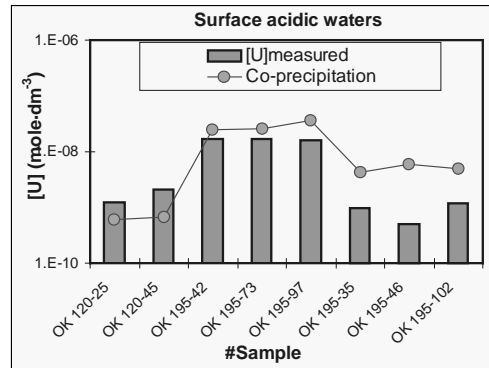 Surface acidic waters
1.E-06
[U]measured
Co-precipitation
1.E-08
1.E-10
[U] (mole·dm-3)
OK 120-25
OK 120-45
OK 195-42
OK 195-73
OK 195-97
OK 195-35
OK 195-46
OK 195-102
#Sample